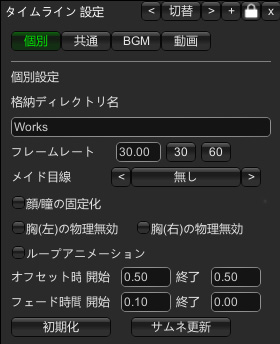 タイムライン 設定 < 切替 > + x
個別 共通 BGM 動画
個別設定
格納ディレクトリ名
Works
フレームレート 30.00 30 60
メイド目線 < 無し >
顔/瞳の固定化
胸(左)の物理無効 胸(右)の物理無効
ループアニメーション
オフセット時 開始 0.50 終了 0.50
フェード時間 開始 0.10 終了 0.00
初期化 サムネ更新